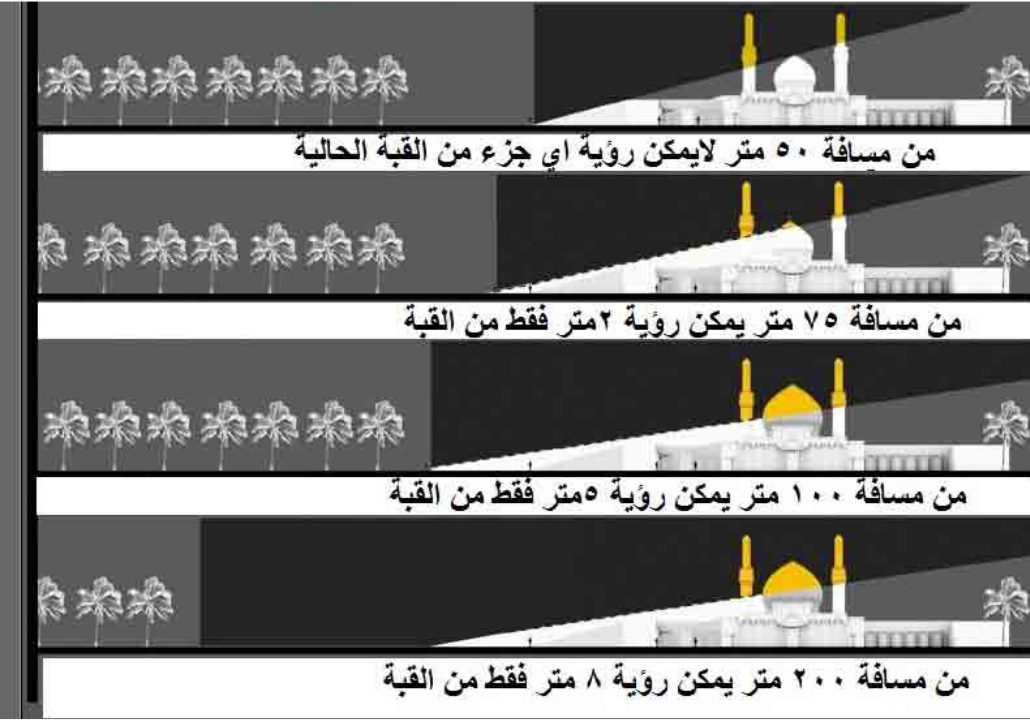 من مسافة ٥٠ متر لايمكن رؤية اي جزء من القبة الحالية
من مسافة ٧٥ متر يمكن رؤية ٢متر فقط من القبة
من مسافة ١٠٠ متر يمكن رؤية ٥متر فقط من القبة
من مسافة ٢٠٠ متر يمكن رؤية ٨ متر فقط من القبة